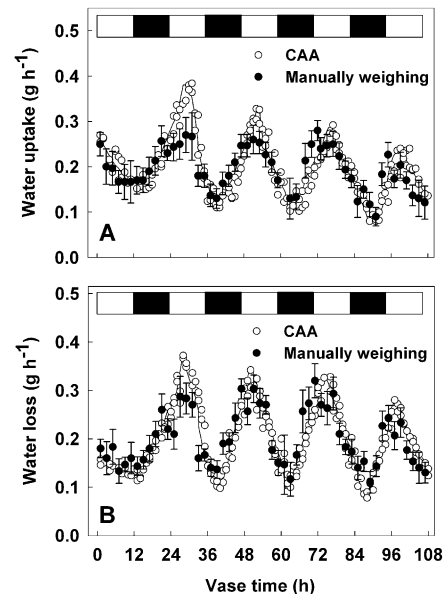 0.5
CAA
Manually weighing
0.4
0.3
0.2
0.1
0.0
Water uptake (g h⁻¹)
A
0.5
CAA
Manually weighing
0.4
0.3
0.2
0.1
0.0
Water loss (g h⁻¹)
B
0 12 24 36 48 60 72 84 96 108
Vase time (h)